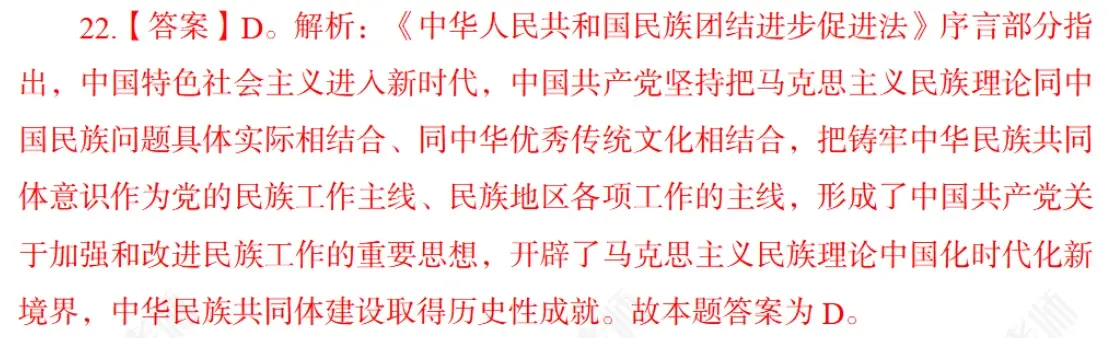 22.【答案】D。解析：《中华人民共和国民族团结进步促进法》序言部分指
出，中国特色社会主义进入新时代，中国共产党坚持把马克思主义民族理论同中
国民族问题具体实际相结合、同中华优秀传统文化相结合，把铸牢中华民族共同
体意识作为党的民族工作主线、民族地区各项工作的主线，形成了中国共产党关
于加强和改进民族工作的重要思想，开辟了马克思主义民族理论中国化时代化新
境界，中华民族共同体建设取得历史性成就。故本题答案为 D。